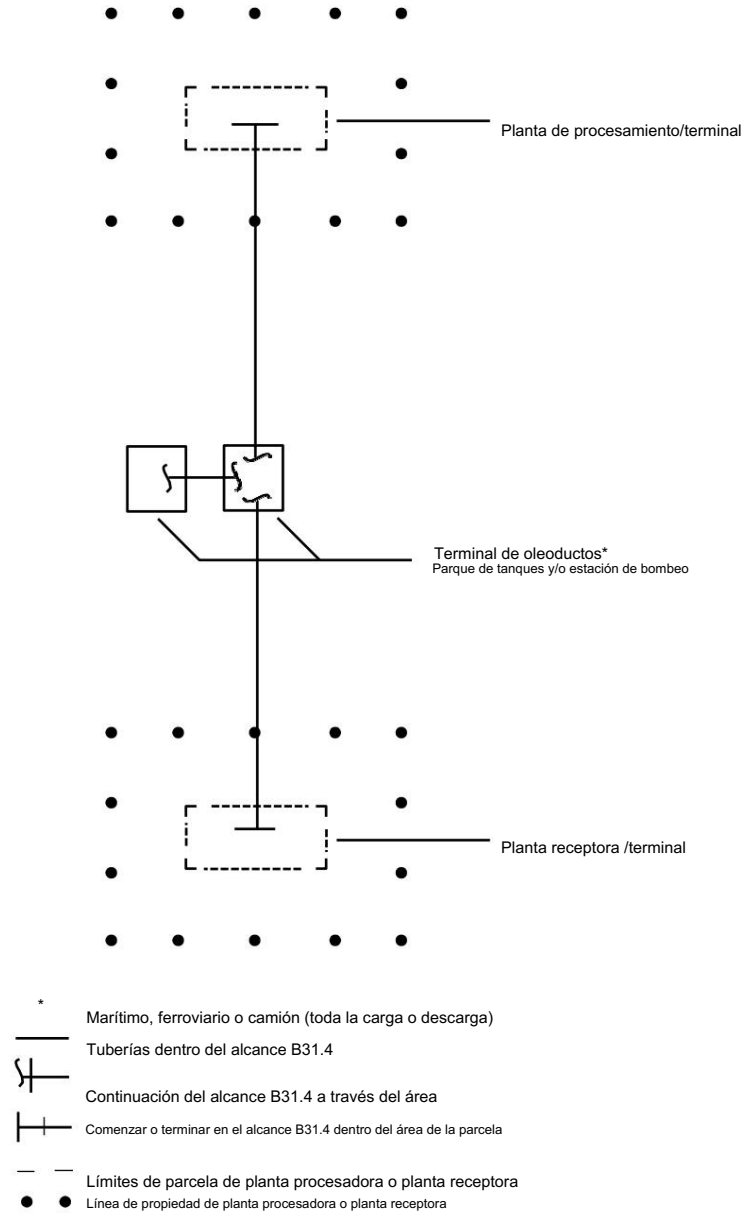 Planta de procesamiento/terminal
Terminal de oleoductos*
Parque de tanques y/o estación de bombeo
Planta receptora /terminal
*
Marítimo, ferroviario o camión (toda la carga o descarga)
Tuberías dentro del alcance B31.4
Continuación del alcance B31.4 a través del área
Comenzar o terminar en el alcance B31.4 dentro del área de la parcela
Límites de parcela de planta procesadora o planta receptora
Línea de propiedad de planta procesadora o planta receptora